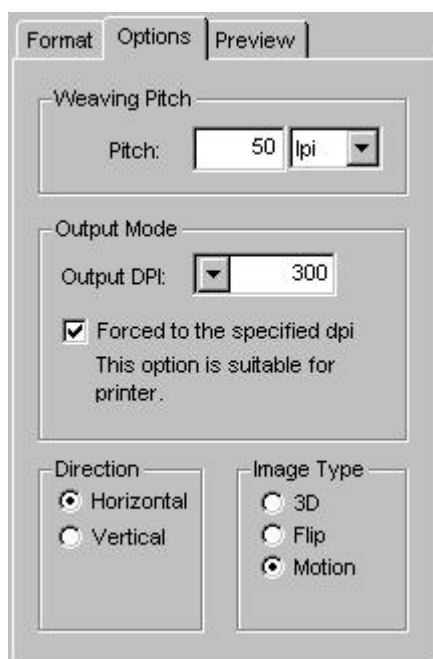 Format Options Preview
Weaving Pitch
Pitch: 50 lpi
Output Mode
Output DPI: 300
Forced to the specified dpi
This option is suitable for
printer.
Direction
Horizontal
Vertical
Image Type
3D
Flip
Motion